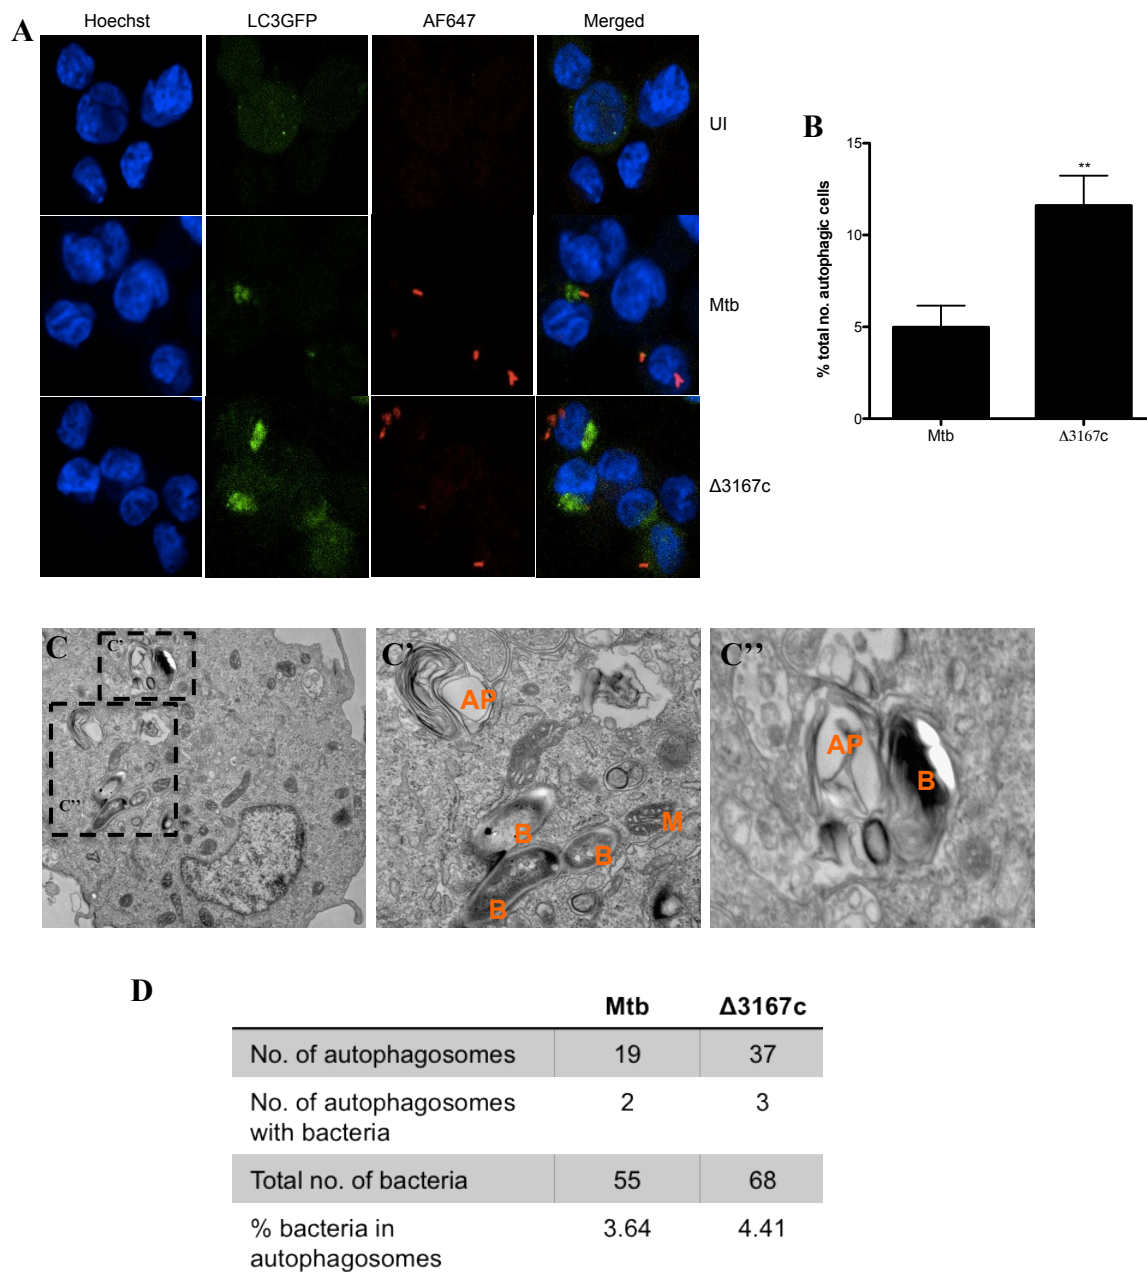 A
Hoechst LC3GFP AF647 Merged
UI
Mtb
Δ3167c
B
15
10
5
0
% total no. autophagic cells
**
Mtb Δ3167c
C
C'
C''
C'
AP
B
B
B
M
C''
AP
B
D
Mtb Δ3167c
No. of autophagosomes 19 37
No. of autophagosomes
with bacteria 2 3
Total no. of bacteria 55 68
% bacteria in
autophagosomes 3.64 4.41